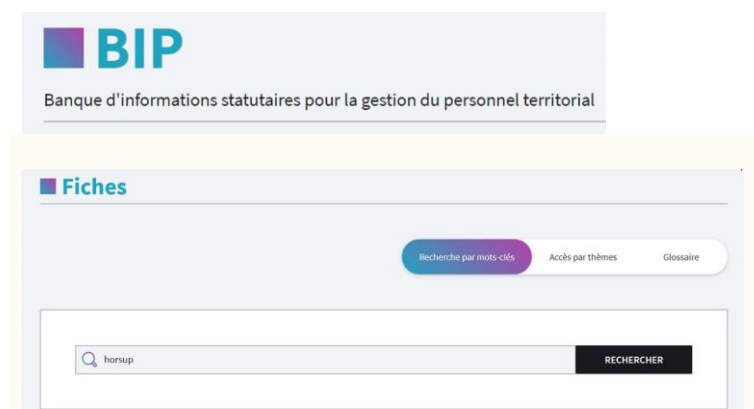 BIP
Banque d'informations statutaires pour la gestion du personnel territorial
Fiches
Recherche par mots-clés Accès par thèmes Glossaire
horsup RECHERCHER